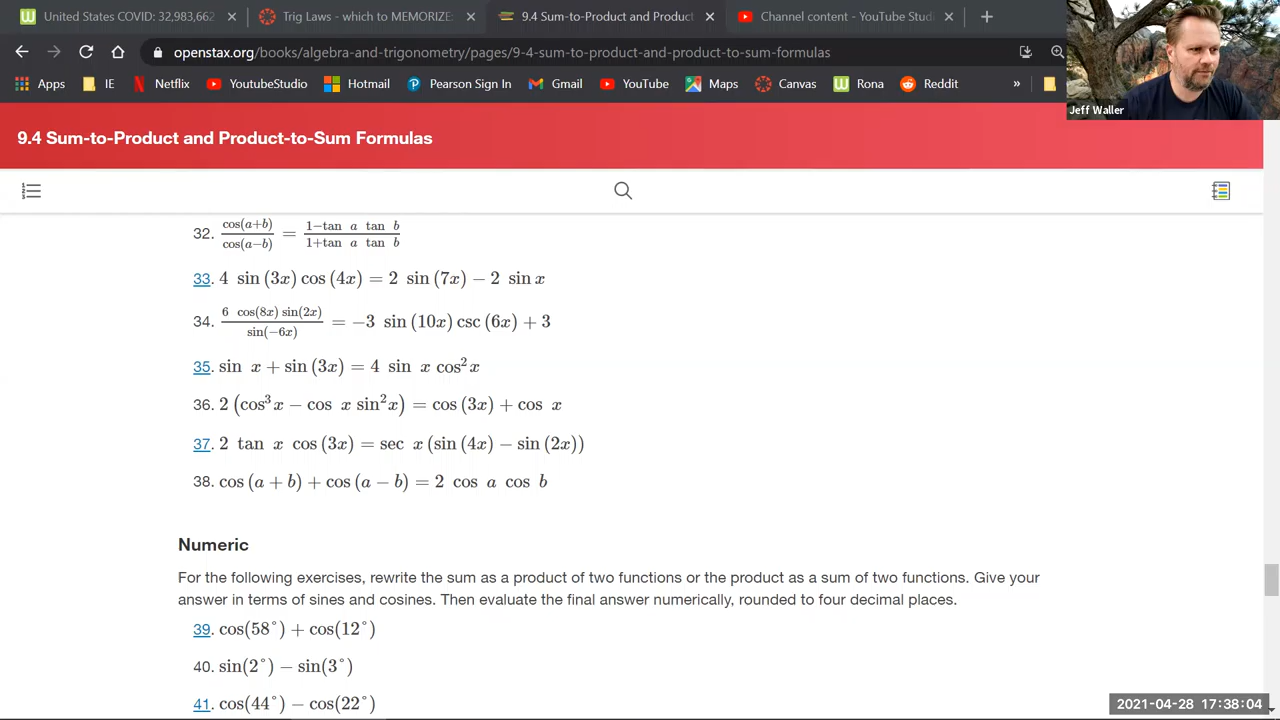 United States COVID: 32,983,662
Trig Laws - which to MEMORIZE:
9.4 Sum-to-Product and Product
Channel content - YouTube Stu
openstax.org/books/algebra-and-trigonometry/pages/9-4-sum-to-product-and-product-to-sum-formulas
Apps IE Netflix YoutubeStudio Hotmail Pearson Sign In Gmail YouTube Maps Canvas Rona Reddit »
Jeff Waller
9.4 Sum-to-Product and Product-to-Sum Formulas
32. cos(a+b)/cos(a−b) = 1−tan a tan b/1+tan a tan b
33. 4 sin (3x) cos (4x) = 2 sin (7x) − 2 sin x
34. 6 cos(8x) sin(2x)/sin(−6x) = −3 sin (10x) csc (6x) + 3
35. sin x + sin (3x) = 4 sin x cos²x
36. 2 (cos³x − cos x sin²x) = cos (3x) + cos x
37. 2 tan x cos (3x) = sec x (sin (4x) − sin (2x))
38. cos (a + b) + cos (a − b) = 2 cos a cos b
Numeric
For the following exercises, rewrite the sum as a product of two functions or the product as a sum of two functions. Give your
answer in terms of sines and cosines. Then evaluate the final answer numerically, rounded to four decimal places.
39. cos(58°) + cos(12°)
40. sin(2°) − sin(3°)
41. cos(44°) − cos(22°)
2021-04-28 17:38:04